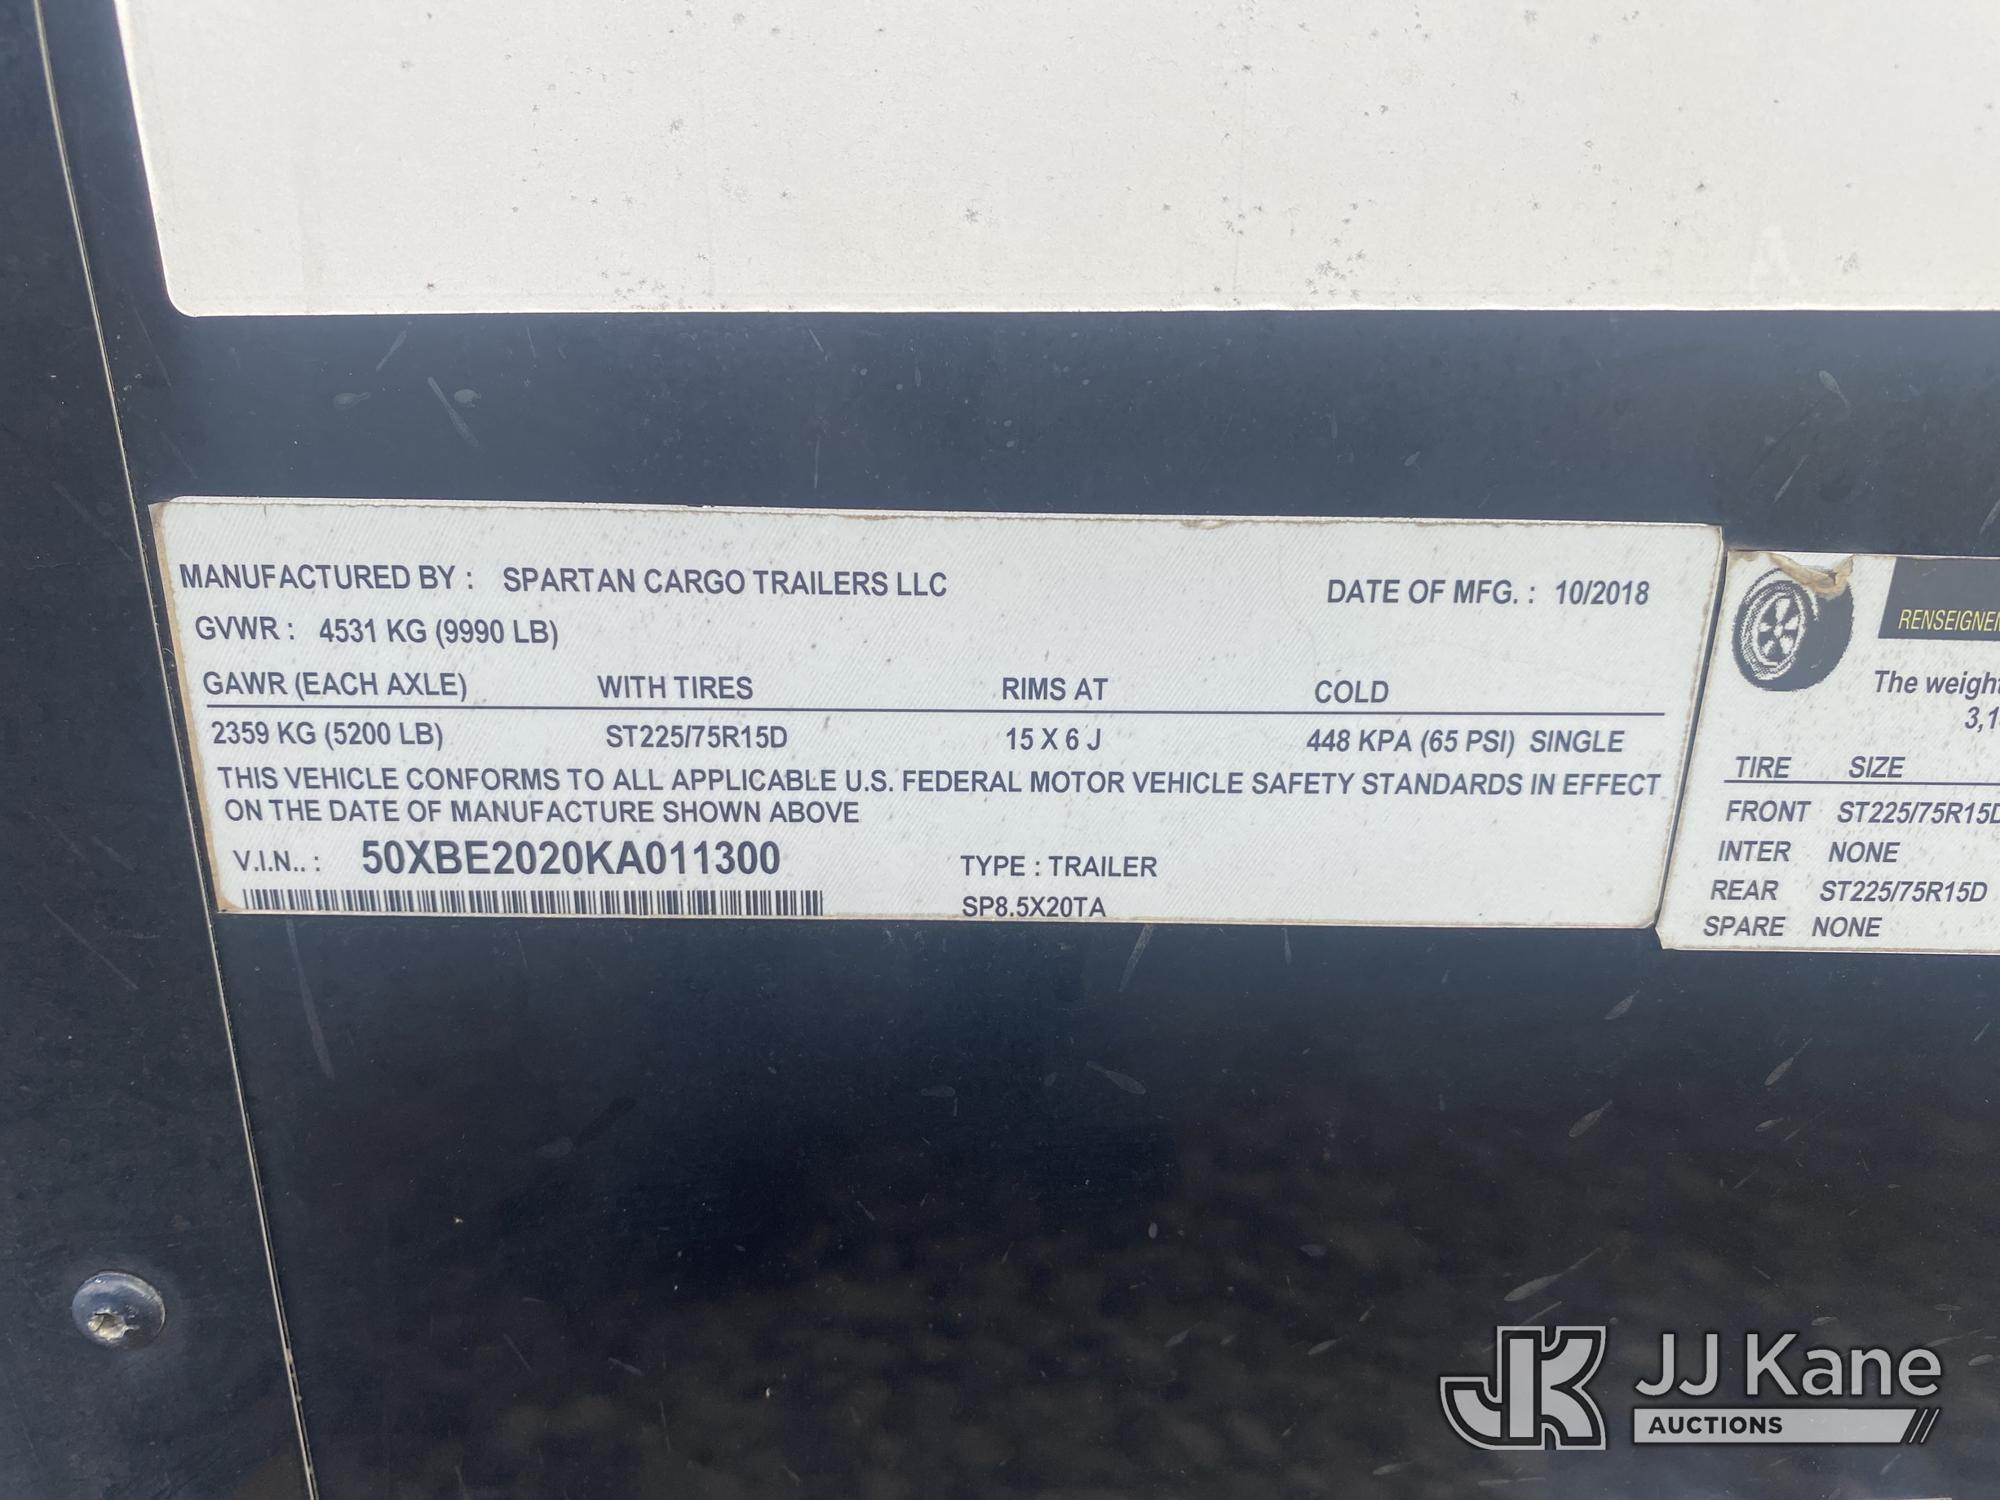 MANUFACTURED BY : SPARTAN CARGO TRAILERS LLC DATE OF MFG. : 10/2018
GVWR : 4531 KG (9990 LB)
GAWR (EACH AXLE) WITH TIRES RIMS AT COLD
2359 KG (5200 LB) ST225/75R15D 15 X 6 J 448 KPA (65 PSI) SINGLE
THIS VEHICLE CONFORMS TO ALL APPLICABLE U.S. FEDERAL MOTOR VEHICLE SAFETY STANDARDS IN EFFECT
ON THE DATE OF MANUFACTURE SHOWN ABOVE
V.I.N.. : 50XBE2020KA011300 TYPE : TRAILER
SP8.5X20TA
The weight
TIRE SIZE
FRONT ST225/75R15D
INTER NONE
REAR ST225/75R15D
SPARE NONE
JK JJ Kane
AUCTIONS